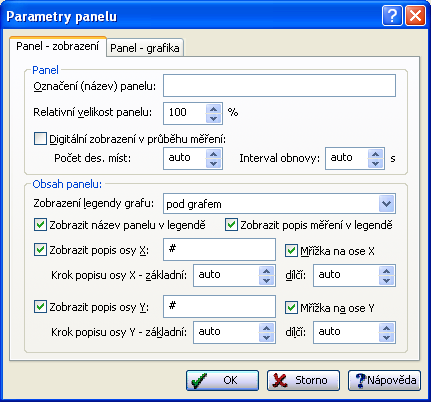 Parametry panelu
Panel - zobrazení Panel - grafika
Panel
Označení (název) panelu:
Relativní velikost panelu: 100 %
Digitální zobrazení v průběhu měření:
Počet des. míst: auto Interval obnovy: auto s
Obsah panelu:
Zobrazení legendy grafu: pod grafem
Zobrazit název panelu v legendě Zobrazit popis měření v legendě
Zobrazit popis osy X: # Mřížka na ose X
Krok popisu osy X - základní: auto dílčí: auto
Zobrazit popis osy Y: # Mřížka na ose Y
Krok popisu osy Y - základní: auto dílčí: auto
OK Storno Nápověda